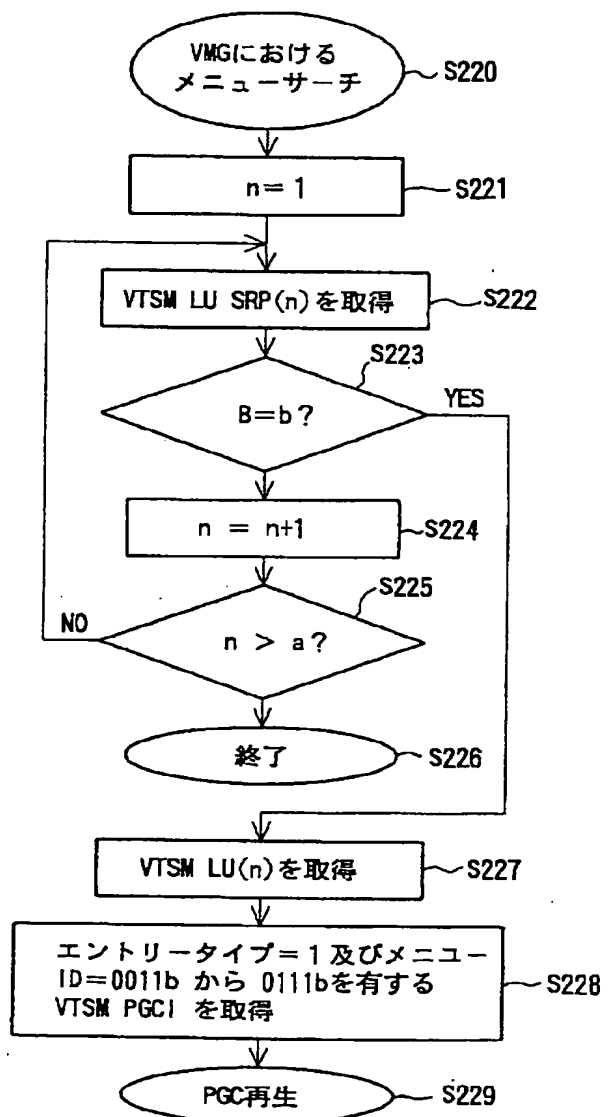 VMGにおける
メニューサーチ
S220
n=1
S221
VTSM LU SRP(n)を取得
S222
S223
B=b?
YES
n = n+1
S224
S225
NO
n > a?
終了
S226
VTSM LU(n)を取得
S227
エントリータイプ=1 及びメニュー
ID=0011b から 0111bを有する
VTSM PGCI を取得
S228
PGC再生
S229